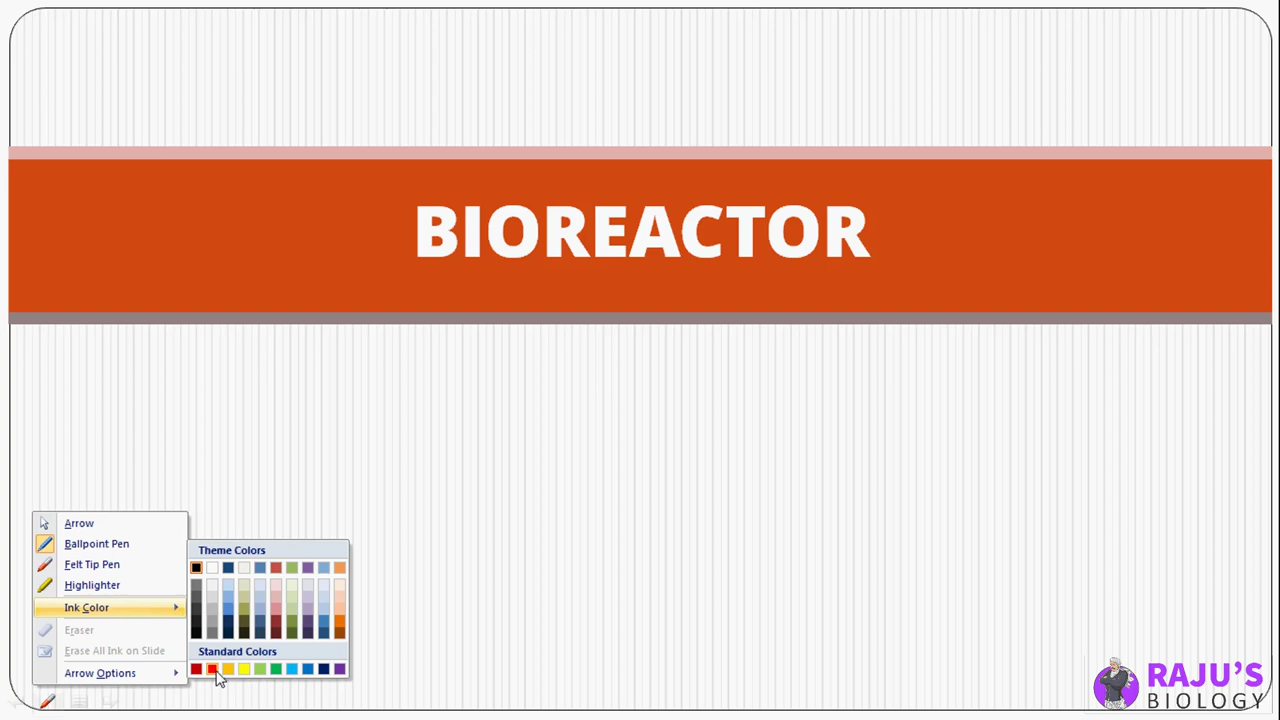 BIOREACTOR
Arrow
Ballpoint Pen
Felt Tip Pen
Highlighter
Ink Color
Eraser
Erase All Ink on Slide
Arrow Options
Theme Colors
Standard Colors
RAJU'S
BIOLOGY